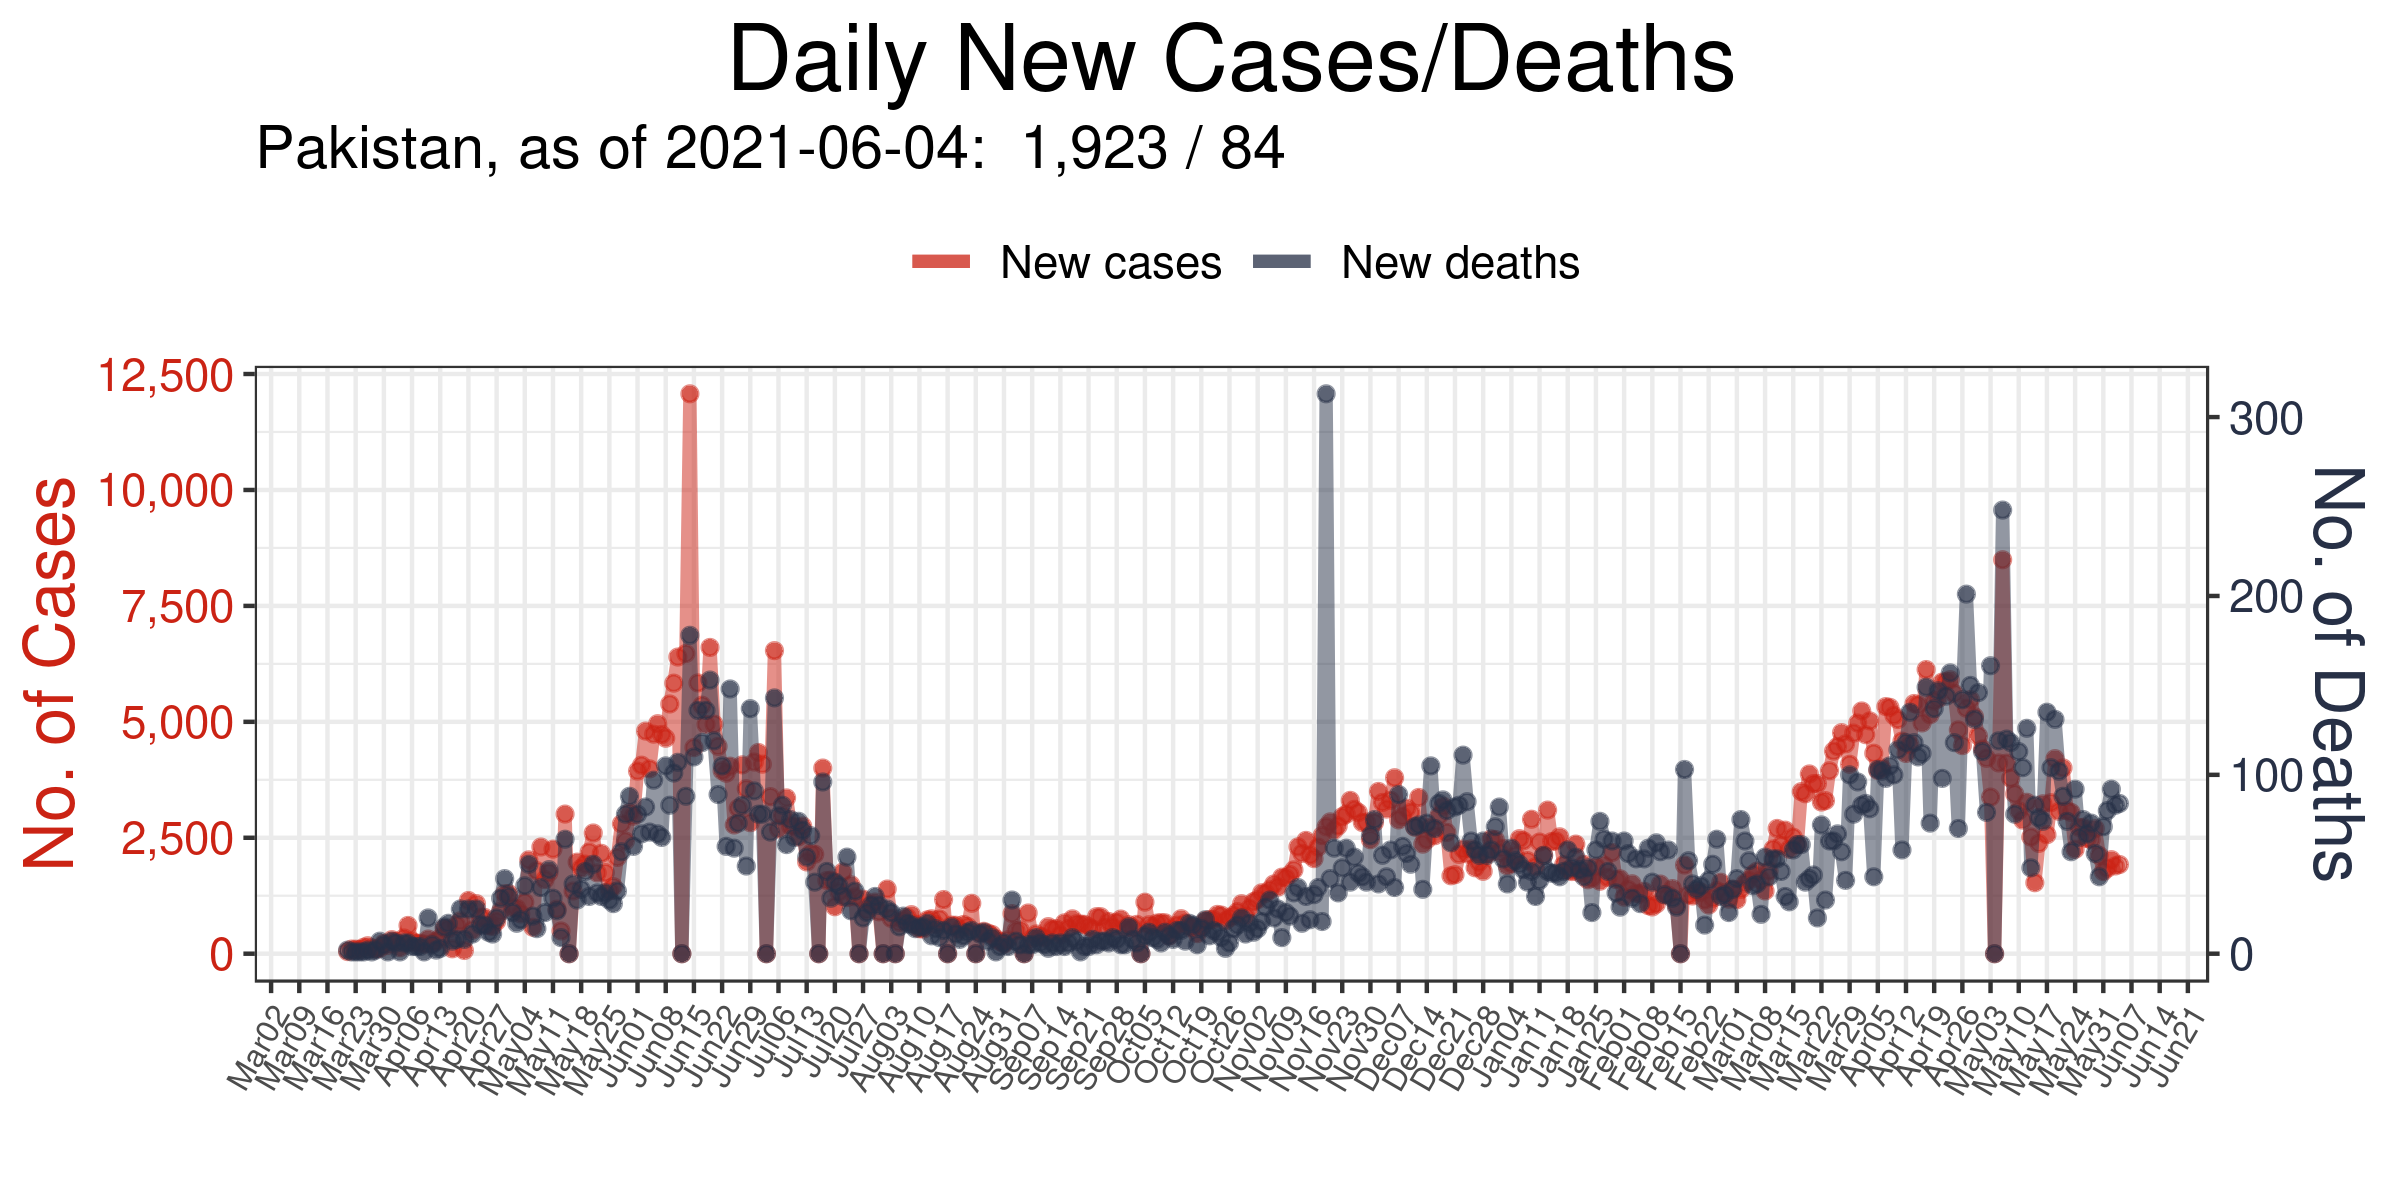 Daily New Cases/Deaths
Pakistan, as of 2021-06-04:  1,923 / 84
New cases
New deaths
No. of Cases
12,500
10,000
7,500
5,000
2,500
0
300
200
100
0
No. of Deaths
Mar02
Mar09
Mar16
Mar23
Mar30
Apr06
Apr13
Apr20
Apr27
May04
May11
May18
May25
Jun01
Jun08
Jun15
Jun22
Jun29
Jul06
Jul13
Jul20
Jul27
Aug03
Aug10
Aug17
Aug24
Aug31
Sep07
Sep14
Sep21
Sep28
Oct05
Oct12
Oct19
Oct26
Nov02
Nov09
Nov16
Nov23
Nov30
Dec07
Dec14
Dec21
Dec28
Jan04
Jan11
Jan18
Jan25
Feb01
Feb08
Feb15
Feb22
Mar01
Mar08
Mar15
Mar22
Mar29
Apr05
Apr12
Apr19
Apr26
May03
May10
May17
May24
May31
Jun07
Jun14
Jun21